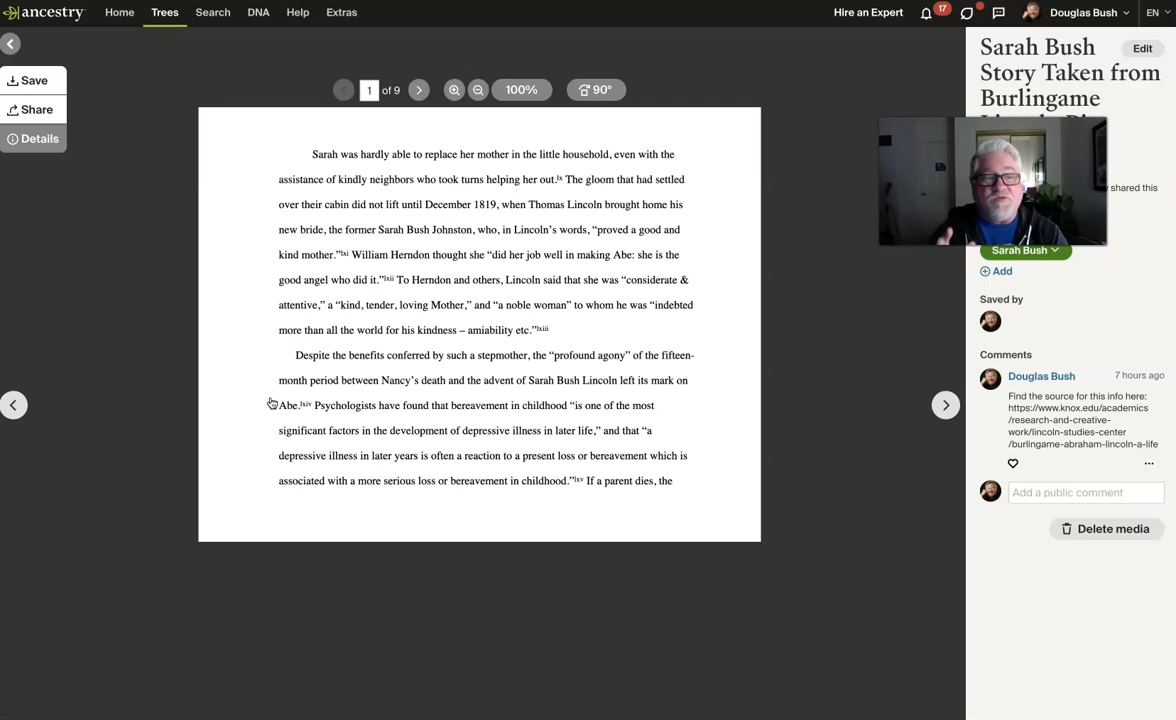 ancestry
Home
Trees
Search
DNA
Help
Extras
Hire an Expert
17
Douglas Bush
EN
Save
Share
Details
1 of 9
100%
90°
Sarah was hardly able to replace her mother in the little household, even with the
assistance of kindly neighbors who took turns helping her out.lx The gloom that had settled
over their cabin did not lift until December 1819, when Thomas Lincoln brought home his
new bride, the former Sarah Bush Johnston, who, in Lincoln's words, "proved a good and
kind mother."lxi William Herndon thought she "did her job well in making Abe: she is the
good angel who did it."lxii To Herndon and others, Lincoln said that she was "considerate &
attentive," a "kind, tender, loving Mother," and "a noble woman" to whom he was "indebted
more than all the world for his kindness – amiability etc."lxiii
Despite the benefits conferred by such a stepmother, the "profound agony" of the fifteen-
month period between Nancy's death and the advent of Sarah Bush Lincoln left its mark on
Abe.lxiv Psychologists have found that bereavement in childhood "is one of the most
significant factors in the development of depressive illness in later life," and that "a
depressive illness in later years is often a reaction to a present loss or bereavement which is
associated with a more serious loss or bereavement in childhood."lxv If a parent dies, the
Sarah Bush
Story Taken from
Burlingame
Edit
shared this
Sarah Bush
Add
Saved by
Comments
Douglas Bush
7 hours ago
Find the source for this info here:
https://www.knox.edu/academics
/research-and-creative-
work/lincoln-studies-center
/burlingame-abraham-lincoln-a-life
Add a public comment
Delete media